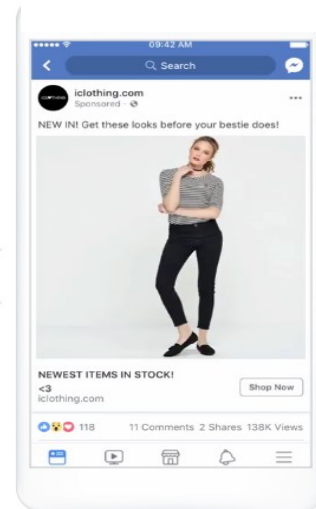 09:42 AM
Search
iclothing.com
Sponsored ·
NEW IN! Get these looks before your bestie does!
NEWEST ITEMS IN STOCK!
<3
iclothing.com
Shop Now
118
11 Comments 2 Shares 138K Views